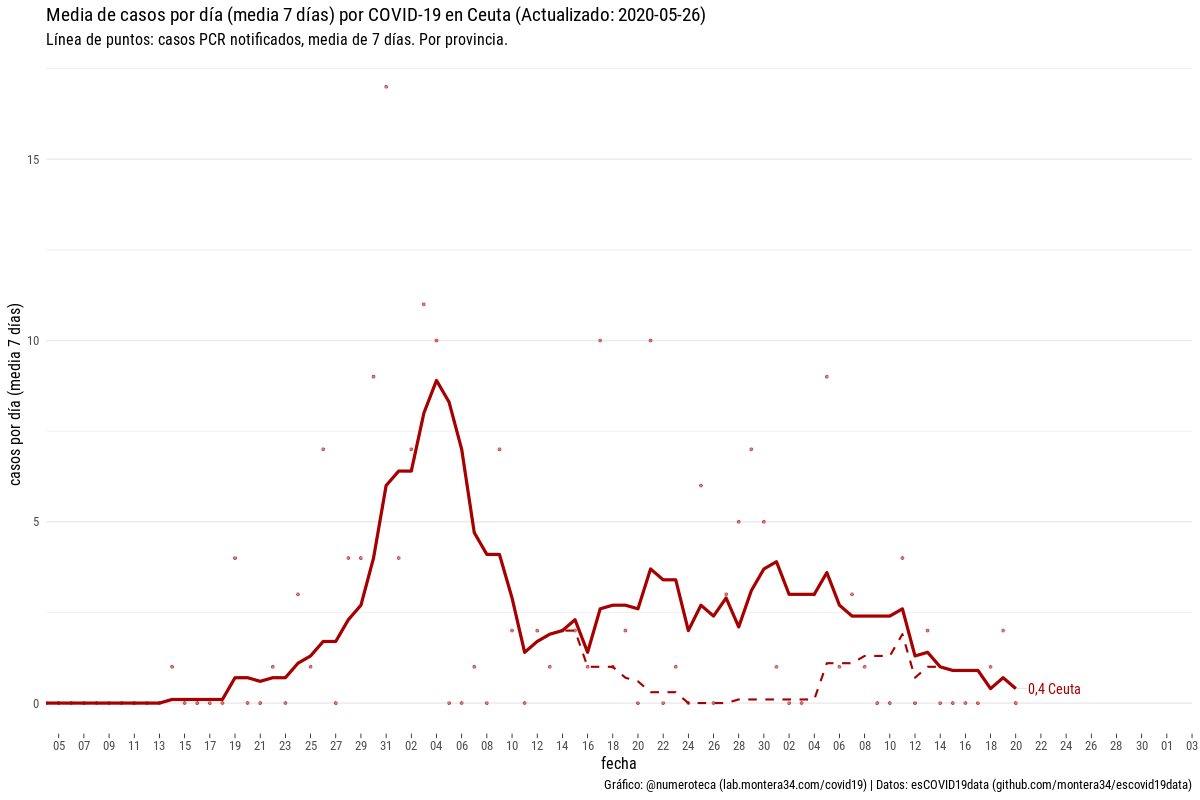 Media de casos por día (media 7 días) por COVID-19 en Ceuta (Actualizado: 2020-05-26)
Línea de puntos: casos PCR notificados, media de 7 días. Por provincia.
casos por día (media 7 días)
15
10
5
0
0,4 Ceuta
05 07 09 11 13 15 17 19 21 23 25 27 29 31 02 04 06 08 10 12 14 16 18 20 22 24 26 28 30 02 04 06 08 10 12 14 16 18 20 22 24 26 28 30 01 03
fecha
Gráfico: @numeroteca (lab.montera34.com/covid19) | Datos: esCOVID19data (github.com/montera34/escovid19data)